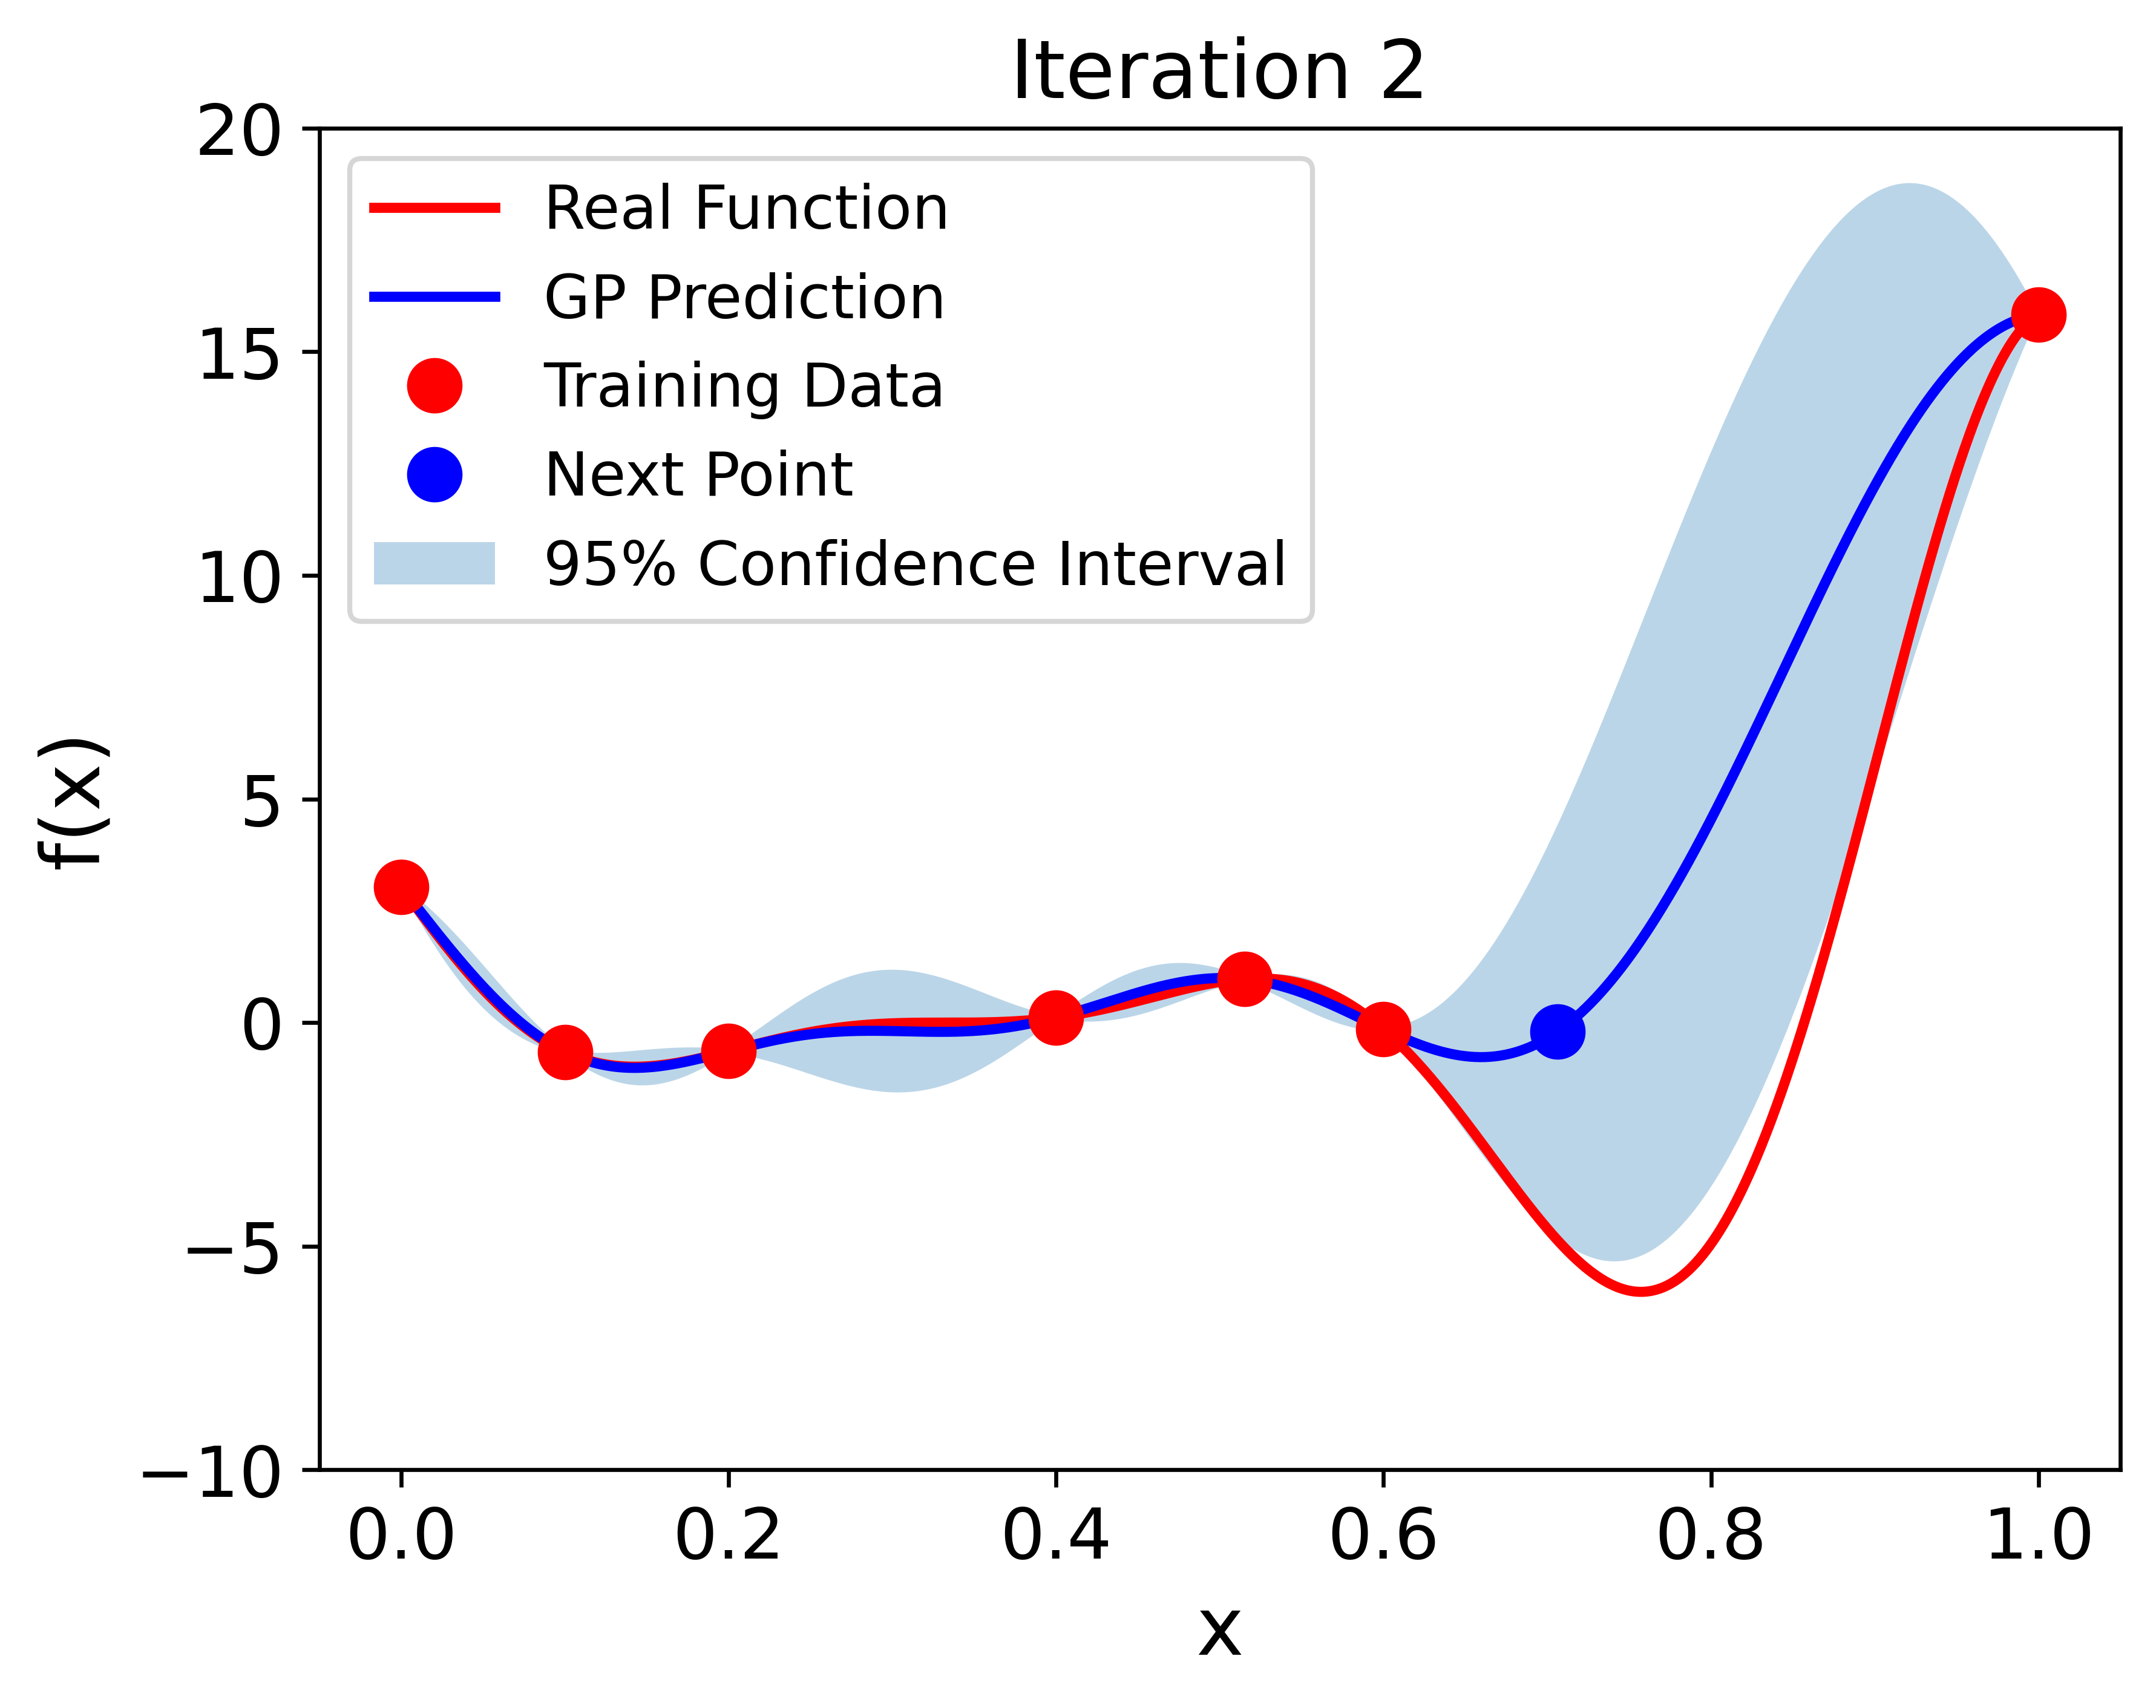 Iteration 2
20
15
10
5
0
−5
−10
f(x)
Real Function
GP Prediction
Training Data
Next Point
95% Confidence Interval
0.0 0.2 0.4 0.6 0.8 1.0
x